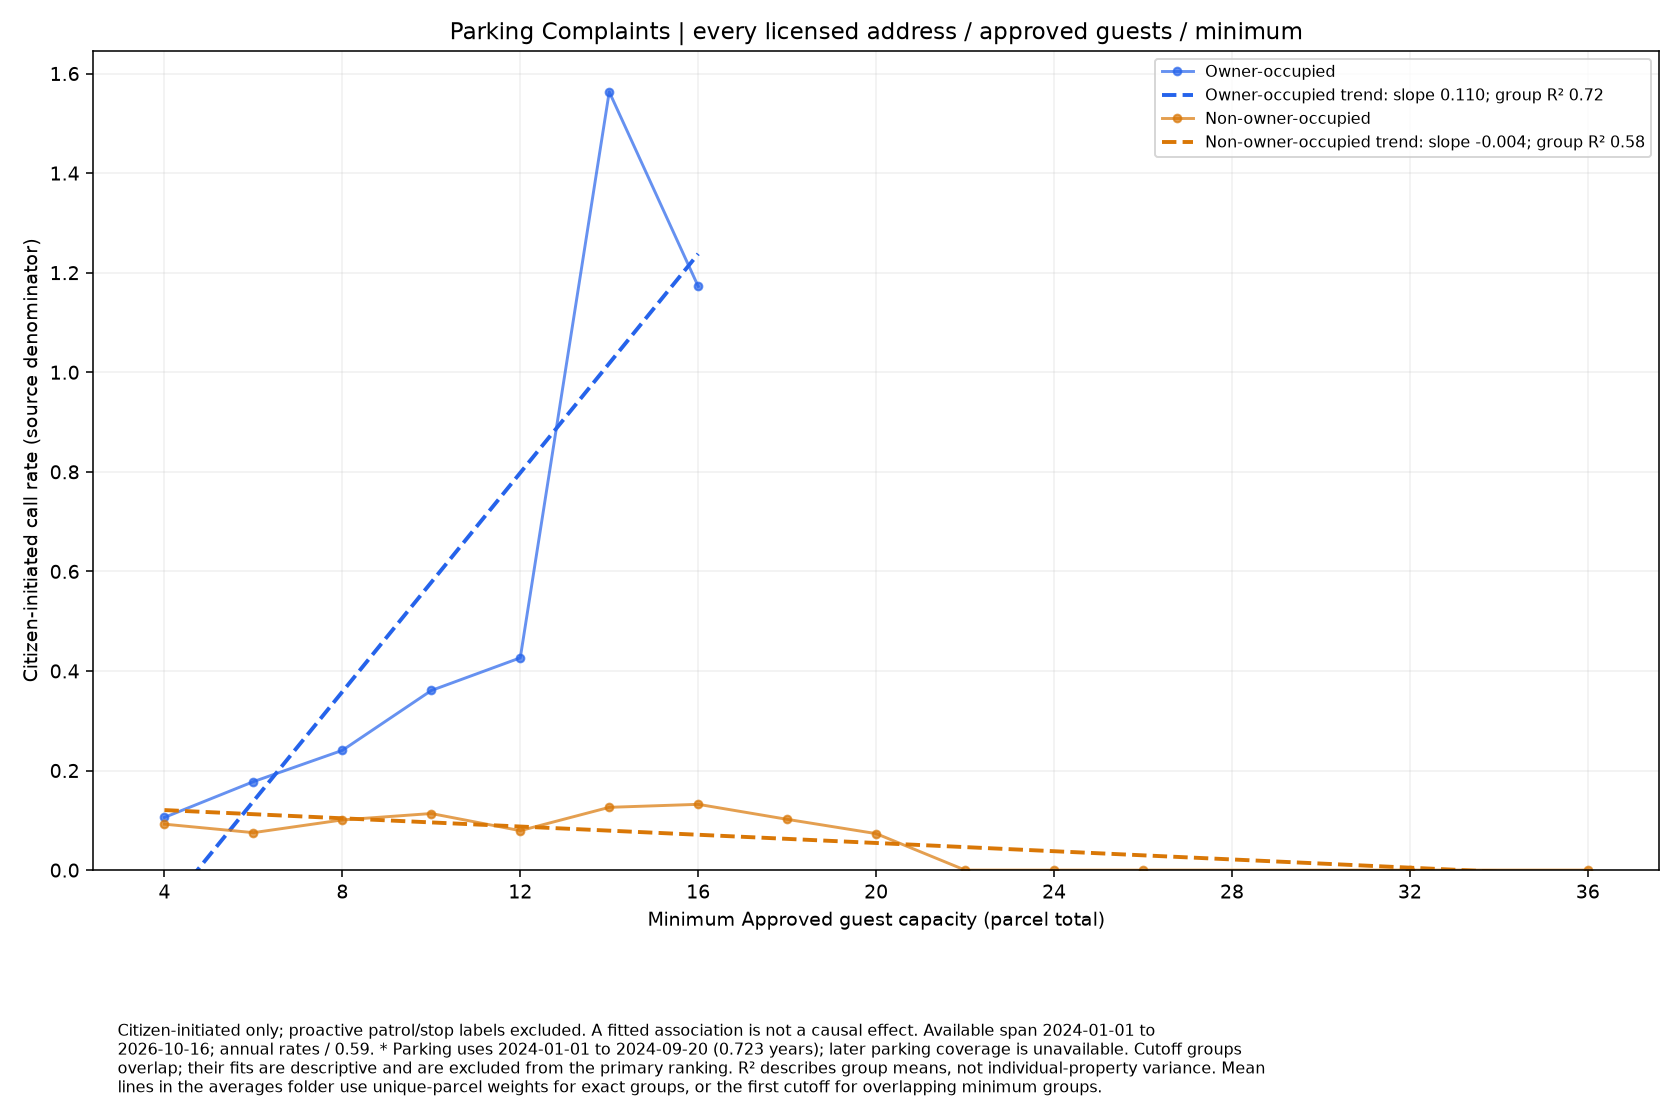 Parking Complaints | every licensed address / approved guests / minimum
Owner-occupied
Owner-occupied trend: slope 0.110; group R² 0.72
Non-owner-occupied
Non-owner-occupied trend: slope -0.004; group R² 0.58
Citizen-initiated call rate (source denominator)
1.6
1.4
1.2
1.0
0.8
0.6
0.4
0.2
0.0
4 8 12 16 20 24 28 32 36
Minimum Approved guest capacity (parcel total)
Citizen-initiated only; proactive patrol/stop labels excluded. A fitted association is not a causal effect. Available span 2024-01-01 to
2026-10-16; annual rates / 0.59. * Parking uses 2024-01-01 to 2024-09-20 (0.723 years); later parking coverage is unavailable. Cutoff groups
overlap; their fits are descriptive and are excluded from the primary ranking. R² describes group means, not individual-property variance. Mean
lines in the averages folder use unique-parcel weights for exact groups, or the first cutoff for overlapping minimum groups.